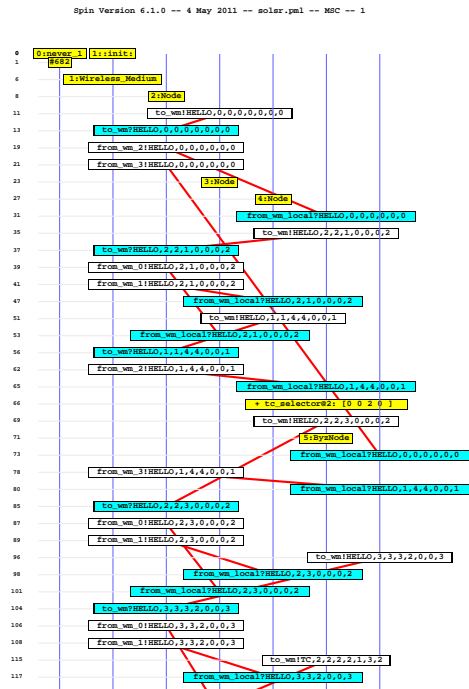 Spin Version 6.1.0 -- 4 May 2011 -- solsr.pml -- MSC -- 1
0 0:never_1 1::init:
1 #682
6 1:Wireless_Medium
8 2:Node
11 to_wm!HELLO,0,0,0,0,0,0,0
13 to_wm?HELLO,0,0,0,0,0,0,0
19 from_wm_2!HELLO,0,0,0,0,0,0
21 from_wm_3!HELLO,0,0,0,0,0,0
23 3:Node
27 4:Node
31 from_wm_local?HELLO,0,0,0,0,0,0
35 to_wm!HELLO,2,2,1,0,0,0,2
37 to_wm?HELLO,2,2,1,0,0,0,2
39 from_wm_0!HELLO,2,1,0,0,0,2
41 from_wm_1!HELLO,2,1,0,0,0,2
47 from_wm_local?HELLO,2,1,0,0,0,2
51 to_wm!HELLO,1,1,4,4,0,0,1
53 from_wm_local?HELLO,2,1,0,0,0,2
56 to_wm?HELLO,1,1,4,4,0,0,1
62 from_wm_2!HELLO,1,4,4,0,0,1
65 from_wm_local?HELLO,1,4,4,0,0,1
66 + tc_selector@2: [0 0 2 0 ]
69 to_wm!HELLO,2,2,3,0,0,0,2
71 5:ByzNode
73 from_wm_local?HELLO,0,0,0,0,0,0
78 from_wm_3!HELLO,1,4,4,0,0,1
80 from_wm_local?HELLO,1,4,4,0,0,1
85 to_wm?HELLO,2,2,3,0,0,0,2
87 from_wm_0!HELLO,2,3,0,0,0,2
89 from_wm_1!HELLO,2,3,0,0,0,2
96 to_wm!HELLO,3,3,3,2,0,0,3
98 from_wm_local?HELLO,2,3,0,0,0,2
101 from_wm_local?HELLO,2,3,0,0,0,2
104 to_wm?HELLO,3,3,3,2,0,0,3
106 from_wm_0!HELLO,3,3,2,0,0,3
108 from_wm_1!HELLO,3,3,2,0,0,3
115 to_wm!TC,2,2,2,2,1,3,2
117 from_wm_local?HELLO,3,3,2,0,0,3